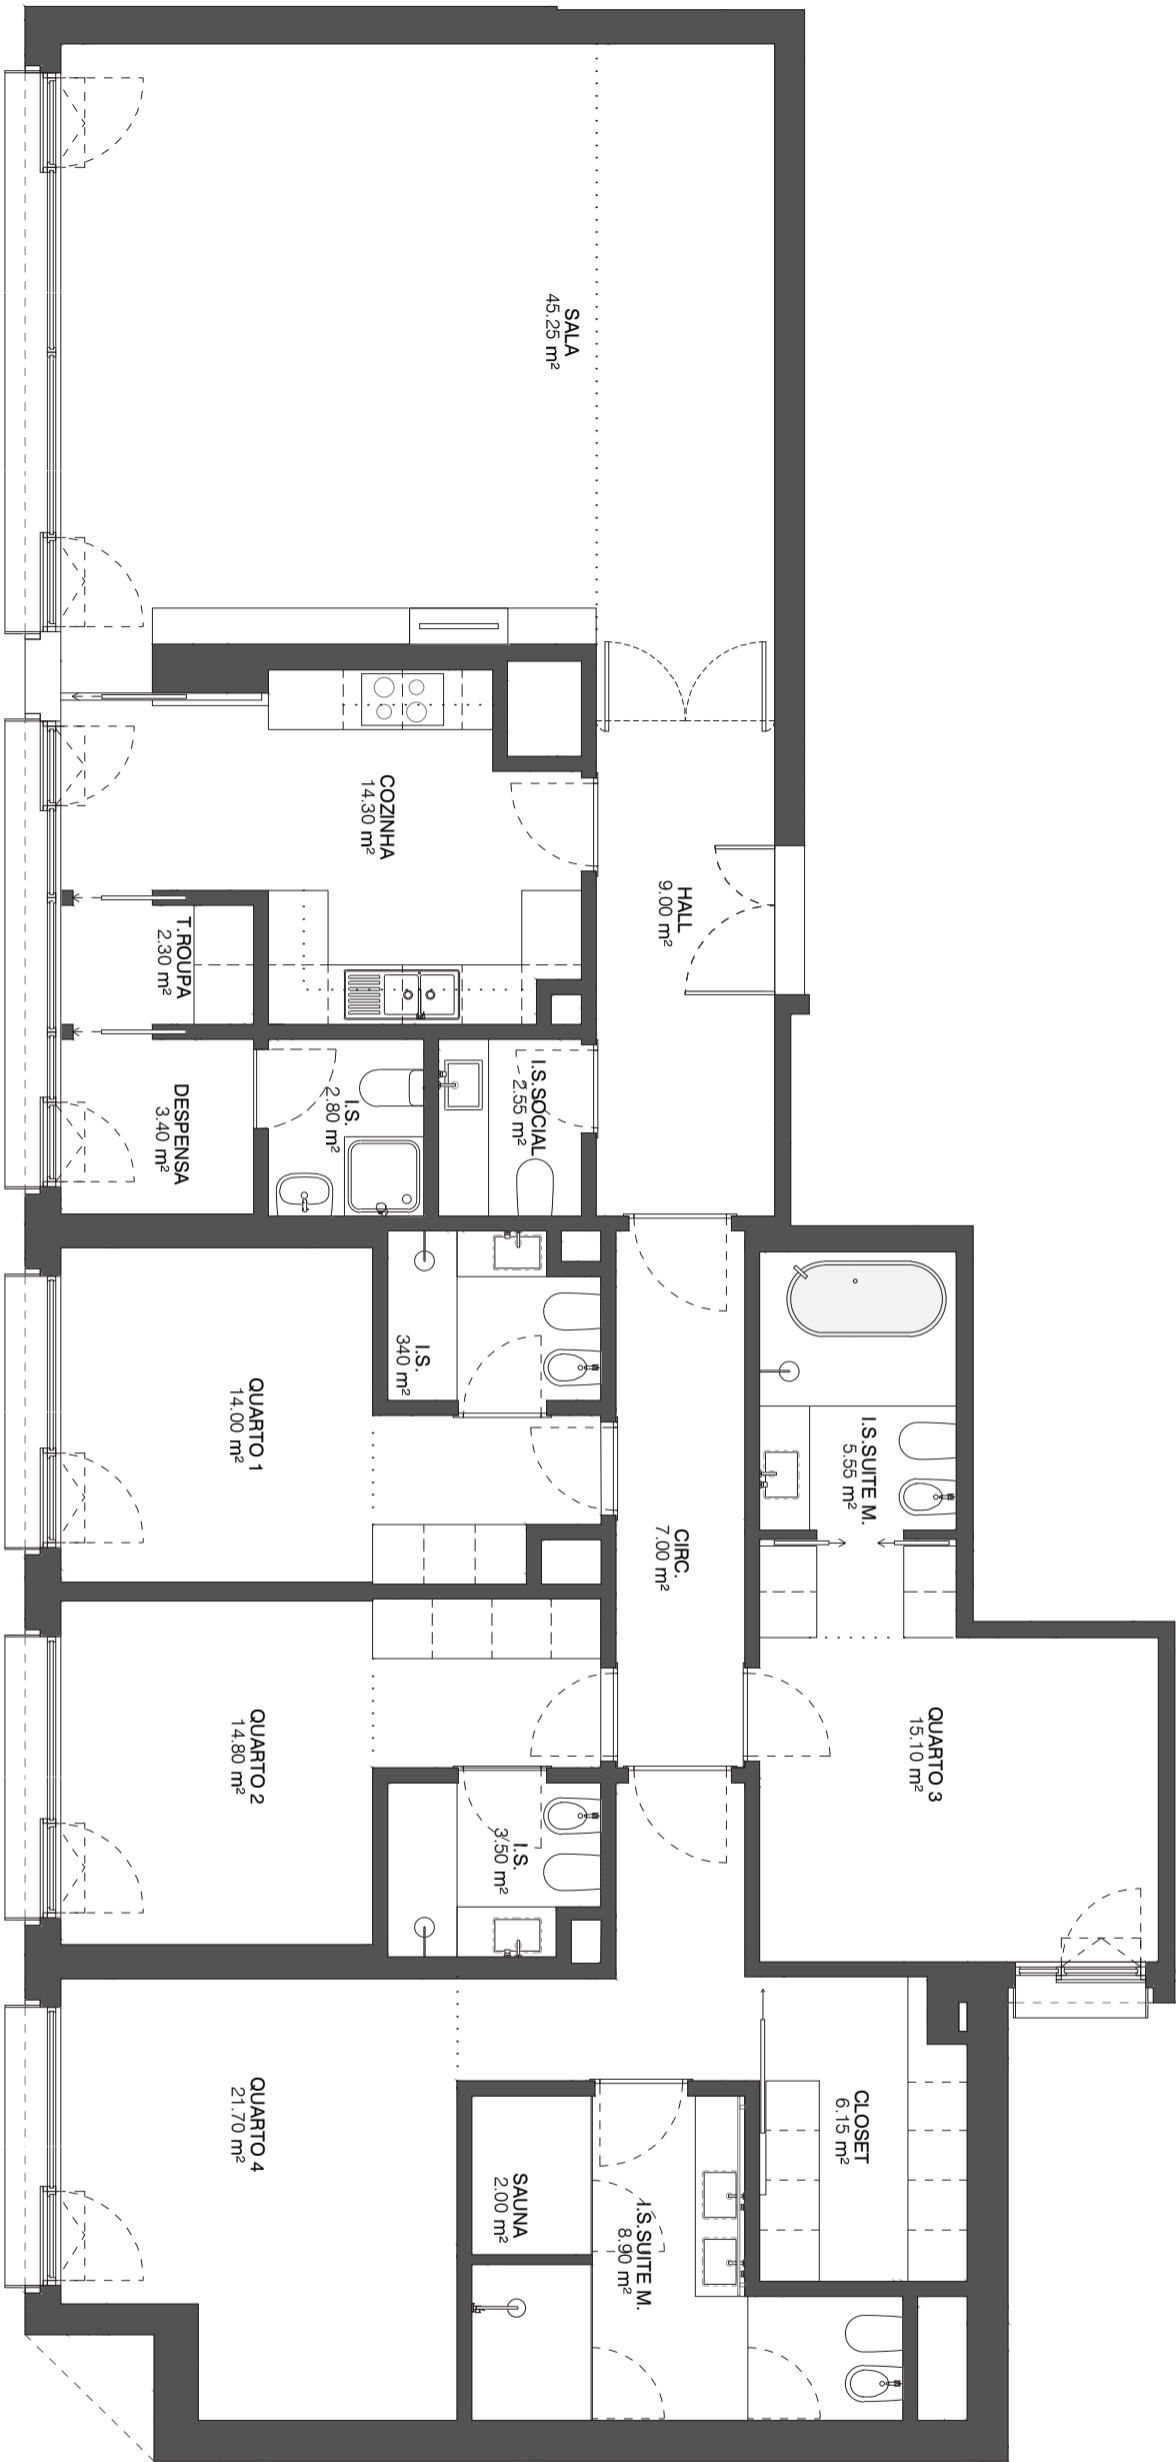 SALA
45.25 m²
COZINHA
14.30 m²
HALL
9.00 m²
T.ROUPA
2.30 m²
DESPENSA
3.40 m²
I.S.
2.80 m²
I.S.SOCIAL
2.55 m²
QUARTO 1
14.00 m²
I.S.
340 m²
I.S.SUITE M.
5.55 m²
CIRC.
7.00 m²
QUARTO 2
14.80 m²
I.S.
3.50 m²
QUARTO 3
15.10 m²
QUARTO 4
21.70 m²
SAUNA
2.00 m²
I.S.SUITE M.
8.90 m²
CLOSET
6.15 m²